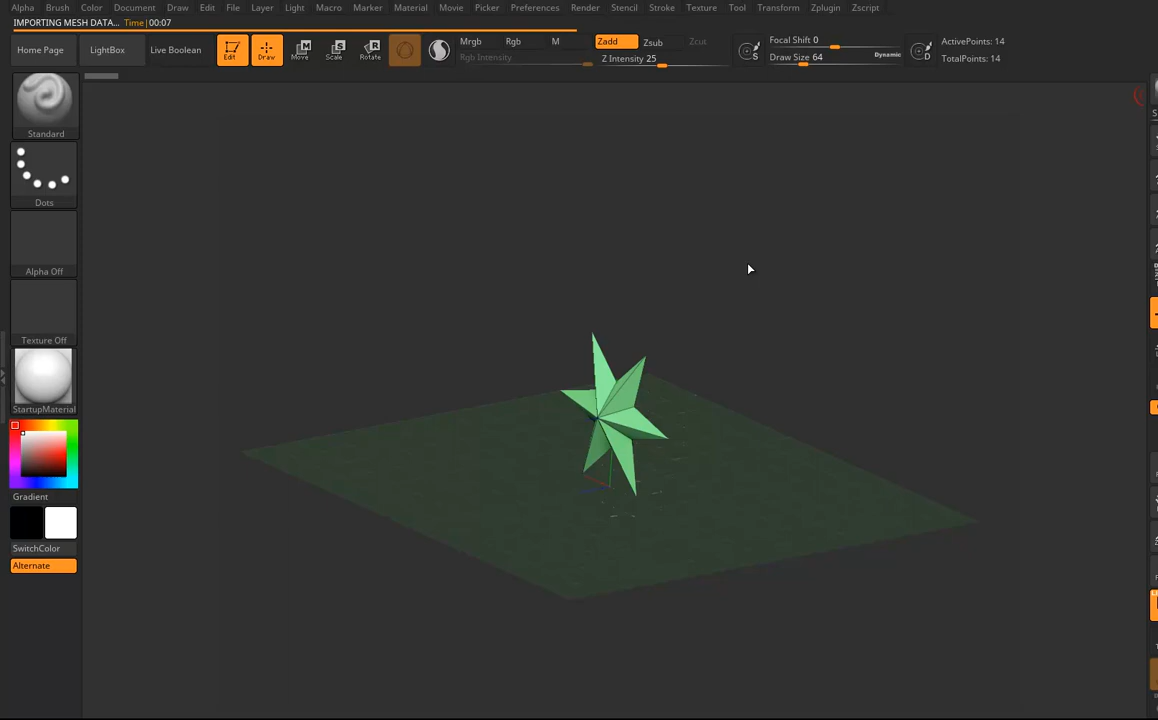 Alpha Brush Color Document Draw Edit File Layer Light Macro Marker Material Movie Picker Preferences Render Stencil Stroke Texture Tool Transform Zplugin Zscript
IMPORTING MESH DATA... Time|00:07
Home Page LightBox Live Boolean Edit Draw Move Scale Rotate Mrgb Rgb M Zadd Zsub Zcut Focal Shift 0 ActivePoints: 14
Rgb Intensity Z Intensity 25 Draw Size 64 Dynamic TotalPoints: 14
Standard
Dots
Alpha Off
Texture Off
StartupMaterial
Gradient
SwitchColor
Alternate